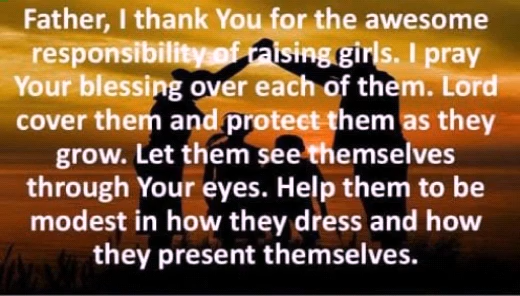 Father, I thank You for the awesome
responsibility of raising girls. I pray
Your blessing over each of them. Lord
cover them and protect them as they
grow. Let them see themselves
through Your eyes. Help them to be
modest in how they dress and how
they present themselves.